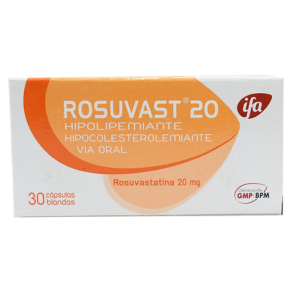 ROSUVAST® 20
ifa
HIPOLIPEMIANTE
HIPOCOLESTEROLEMIANTE
VIA ORAL
Rosuvastatina 20 mg
30 cápsulas
blandas
GMP BPM